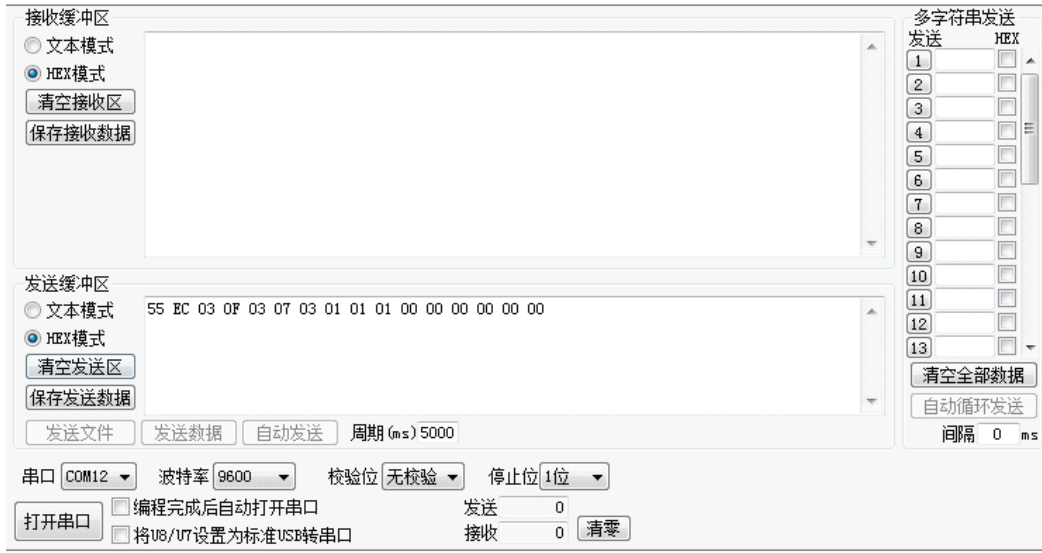 接收缓冲区
文本模式
HEX模式
清空接收区
保存接收数据
发送缓冲区
文本模式
HEX模式
清空发送区
保存发送数据
55 EC 03 0F 03 07 03 01 01 01 00 00 00 00 00 00
发送文件 发送数据 自动发送 周期(ms) 5000
多字符串发送
发送 HEX
1
2
3
4
5
6
7
8
9
10
11
12
13
清空全部数据
自动循环发送
间隔 0 ms
串口 COM12 波特率 9600 校验位 无校验 停止位 1位
打开串口
编程完成后自动打开串口
将U8/U7设置为标准USB转串口
发送 0
接收 0
清零